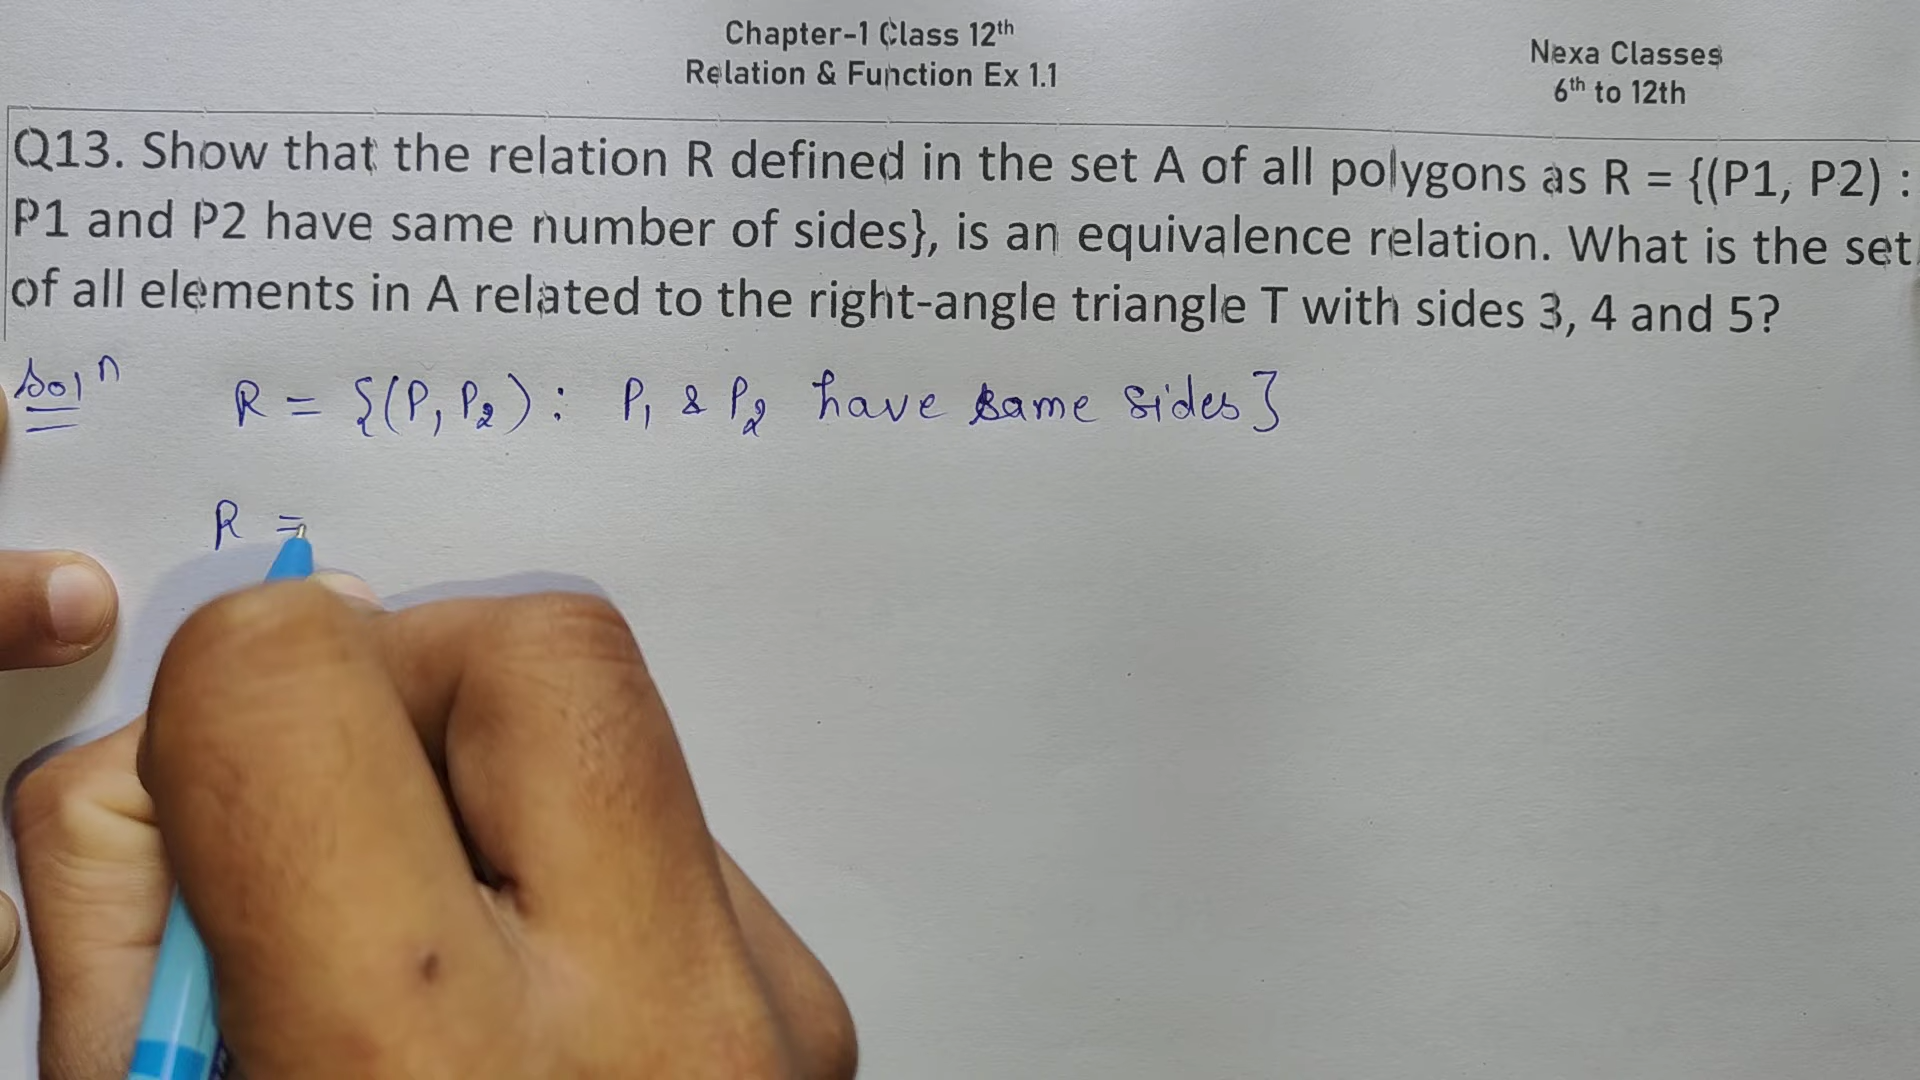 Chapter-1 Class 12th
Relation & Function Ex 1.1
Nexa Classes
6th to 12th
Q13. Show that the relation R defined in the set A of all polygons as R = {(P1, P2) :
P1 and P2 have same number of sides}, is an equivalence relation. What is the set
of all elements in A related to the right-angle triangle T with sides 3, 4 and 5?
Solⁿ R = {(P₁ P₂) : P₁ & P₂ have same sides}
R =